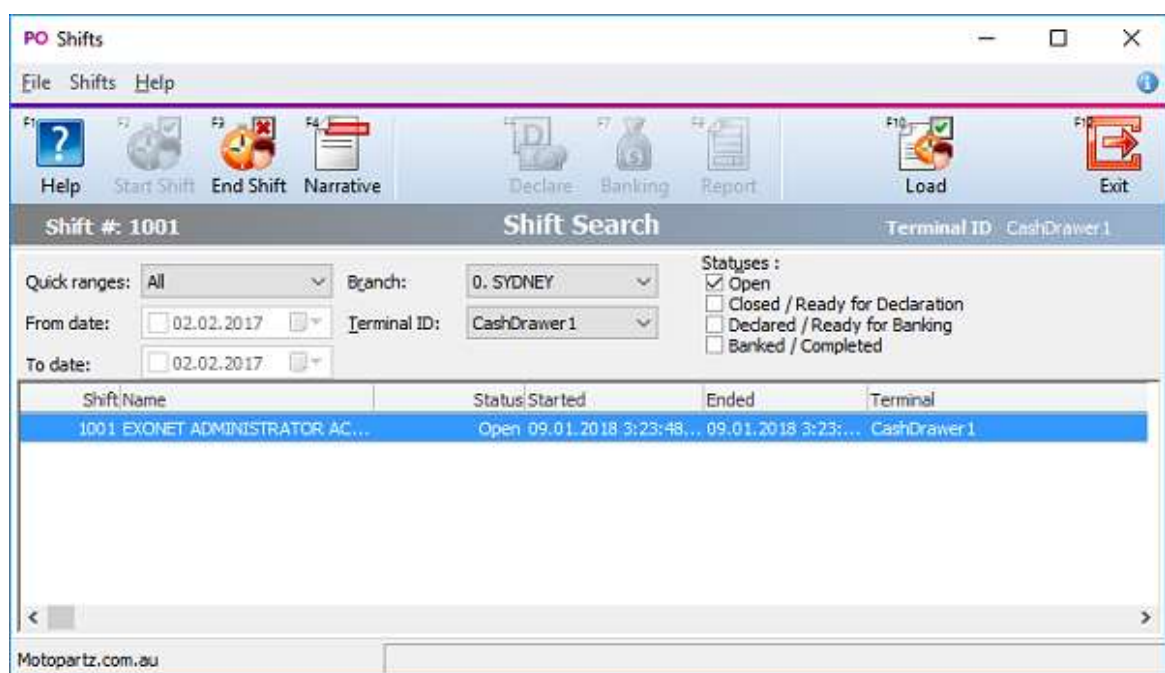 PO Shifts
File Shifts Help
F1 F2 F3 F4 F7 F10
Help Start Shift End Shift Narrative Declare Banking Report Load Exit
Shift #: 1001 Shift Search Terminal ID CashDrawer1
Quick ranges: All Branch: 0. SYDNEY Statuses :
Open
From date: 02.02.2017 Terminal ID: CashDrawer1 Closed / Ready for Declaration
Declared / Ready for Banking
To date: 02.02.2017 Banked / Completed
Shift Name Status Started Ended Terminal
1001 EXONET ADMINISTRATOR AC... Open 09.01.2018 3:23:48... 09.01.2018 3:23:... CashDrawer1
Motopartz.com.au